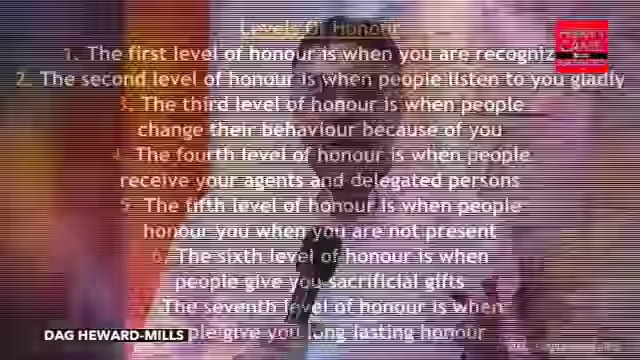 Levels Of Honour
1. The first level of honour is when you are recogniz
2. The second level of honour is when people listen to you gladly
3. The third level of honour is when people
change their behaviour because of you
4. The fourth level of honour is when people
receive your agents and delegated persons
5. The fifth level of honour is when people
honour you when you are not present
6. The sixth level of honour is when
people give you sacrificial gifts
The seventh level of honour is when
ple give you long lasting honour
DAG HEWARD-MILLS